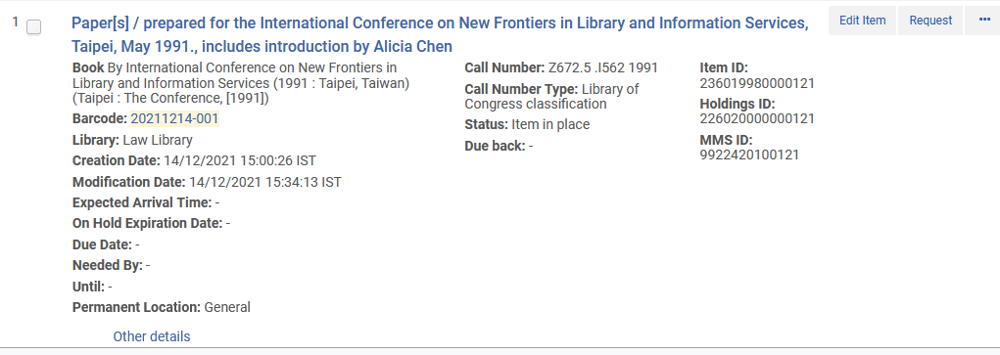 1
Paper[s] / prepared for the International Conference on New Frontiers in Library and Information Services,
Taipei, May 1991., includes introduction by Alicia Chen
Edit Item
Request
•••
Book By International Conference on New Frontiers in
Library and Information Services (1991 : Taipei, Taiwan)
(Taipei : The Conference, [1991])
Barcode: 20211214-001
Library: Law Library
Creation Date: 14/12/2021 15:00:26 IST
Modification Date: 14/12/2021 15:34:13 IST
Expected Arrival Time: -
On Hold Expiration Date: -
Due Date: -
Needed By: -
Until: -
Permanent Location: General
Other details
Call Number: Z672.5 .I562 1991
Call Number Type: Library of
Congress classification
Status: Item in place
Due back: -
Item ID:
236019980000121
Holdings ID:
226020000000121
MMS ID:
9922420100121